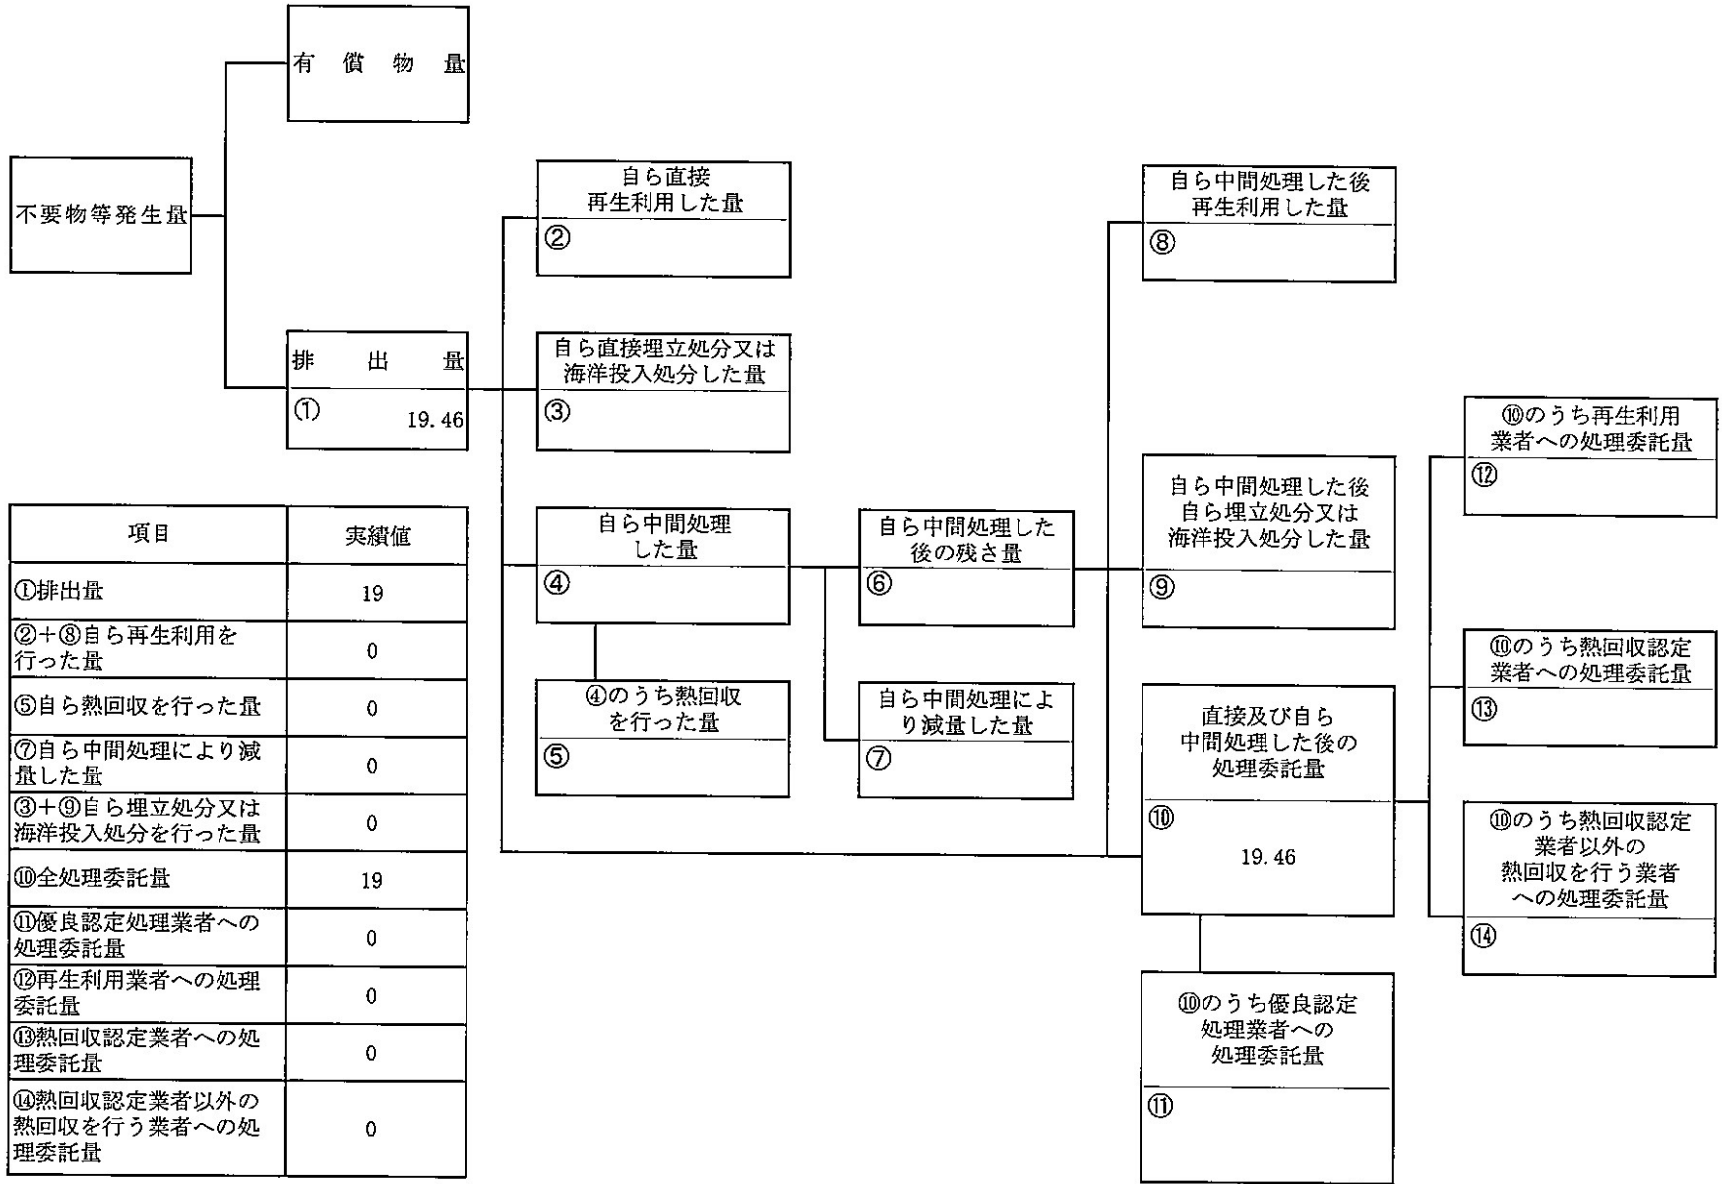 有償物量
不要物等発生量
排出量
①
19.46
自ら直接
再生利用した量
②
自ら直接埋立処分又は
海洋投入処分した量
③
自ら中間処理
した量
④
④のうち熱回収
を行った量
⑤
自ら中間処理した
後の残さ量
⑥
自ら中間処理によ
り減量した量
⑦
自ら中間処理した後
再生利用した量
⑧
自ら中間処理した後
自ら埋立処分又は
海洋投入処分した量
⑨
直接及び自ら
中間処理した後の
処理委託量
⑩
19.46
⑩のうち優良認定
処理業者への
処理委託量
⑪
⑩のうち再生利用
業者への処理委託量
⑫
⑩のうち熱回収認定
業者への処理委託量
⑬
⑩のうち熱回収認定
業者以外の
熱回収を行う業者
への処理委託量
⑭
項目 実績値
①排出量 19
②+⑧自ら再生利用を
行った量 0
⑤自ら熱回収を行った量 0
⑦自ら中間処理により減
量した量 0
③+⑨自ら埋立処分又は
海洋投入処分を行った量 0
⑩全処理委託量 19
⑪優良認定処理業者への
処理委託量 0
⑫再生利用業者への処理
委託量 0
⑬熱回収認定業者への処
理委託量 0
⑭熱回収認定業者以外の
熱回収を行う業者への処
理委託量 0